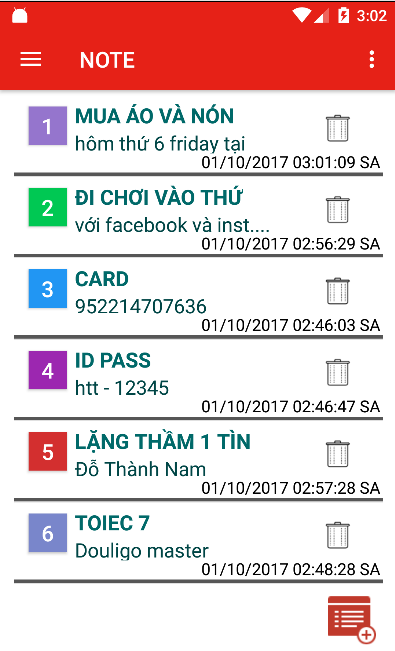 3:02
NOTE
1
MUA ÁO VÀ NÓN
hôm thứ 6 friday tại
01/10/2017 03:01:09 SA
2
ĐI CHƠI VÀO THỨ
với facebook và inst....
01/10/2017 02:56:29 SA
3
CARD
952214707636
01/10/2017 02:46:03 SA
4
ID PASS
htt - 12345
01/10/2017 02:46:47 SA
5
LẶNG THẦM 1 TÌN
Đỗ Thành Nam
01/10/2017 02:57:28 SA
6
TOIEC 7
Douligo master
01/10/2017 02:48:28 SA